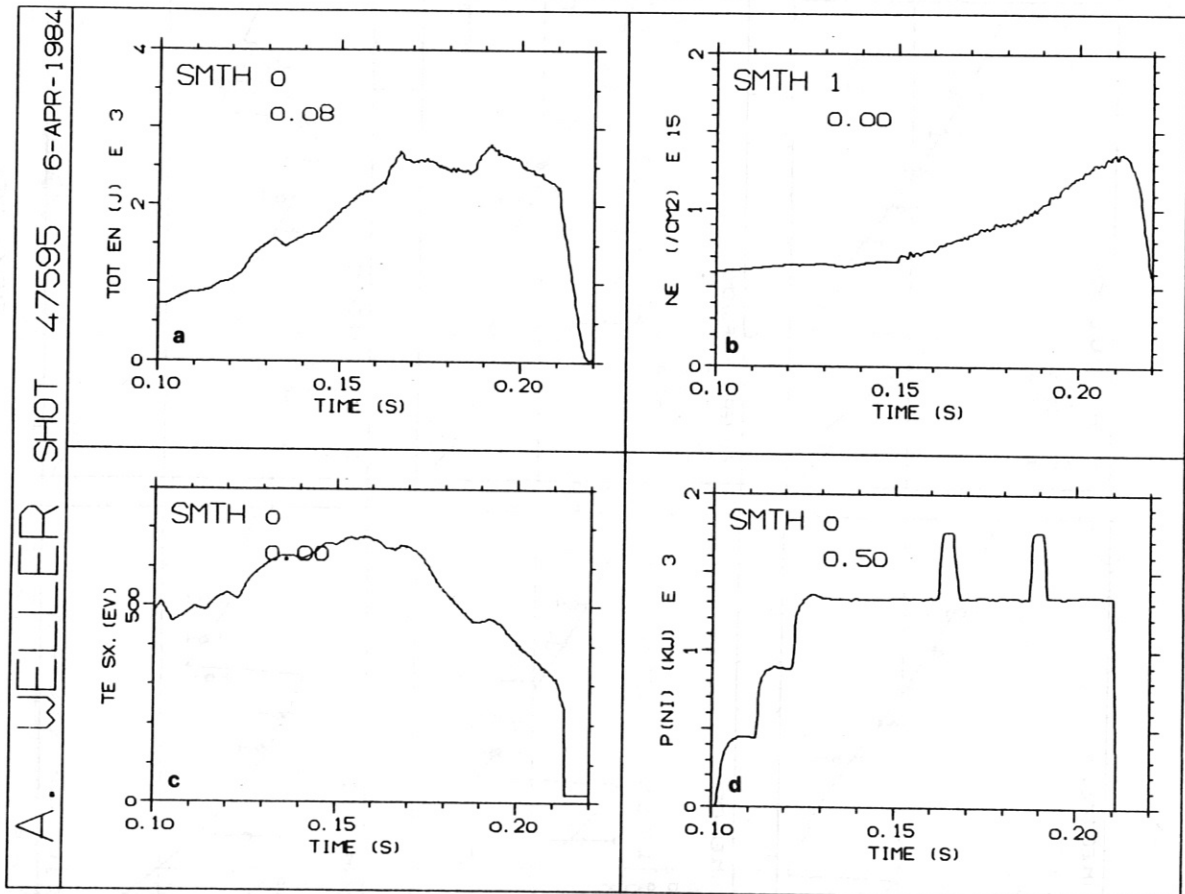 A. WELLER SHOT 47595 6-APR-1984
SMTH 0
0.08
TOT EN (J) E 3
4
2
0
a
0.10 0.15 0.20
TIME (S)
SMTH 1
0.00
NE (/CM2) E 15
2
1
0
b
0.10 0.15 0.20
TIME (S)
SMTH 0
0.00
TE SX. (EV)
500
0
c
0.10 0.15 0.20
TIME (S)
SMTH 0
0.50
P(NI) (KW) E 3
2
1
0
d
0.10 0.15 0.20
TIME (S)